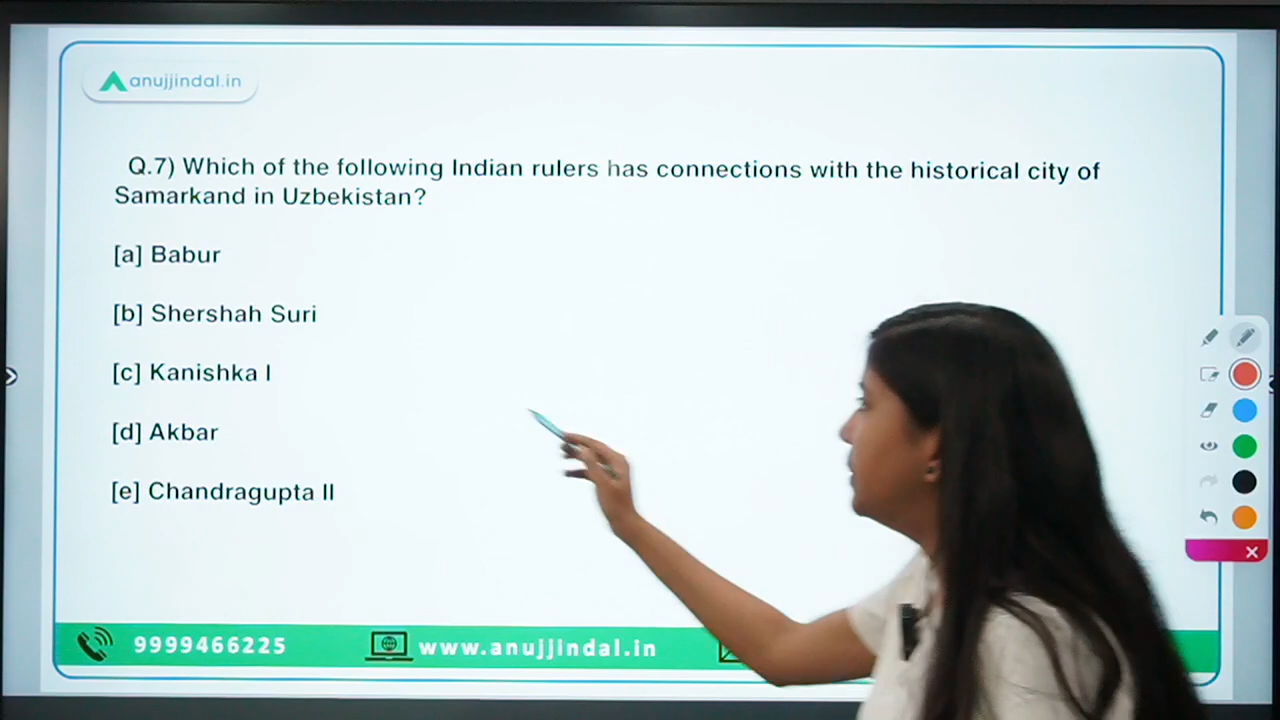 anujjindal.in
Q.7) Which of the following Indian rulers has connections with the historical city of
Samarkand in Uzbekistan?
[a] Babur
[b] Shershah Suri
[c] Kanishka I
[d] Akbar
[e] Chandragupta II
9999466225
www.anujjindal.in